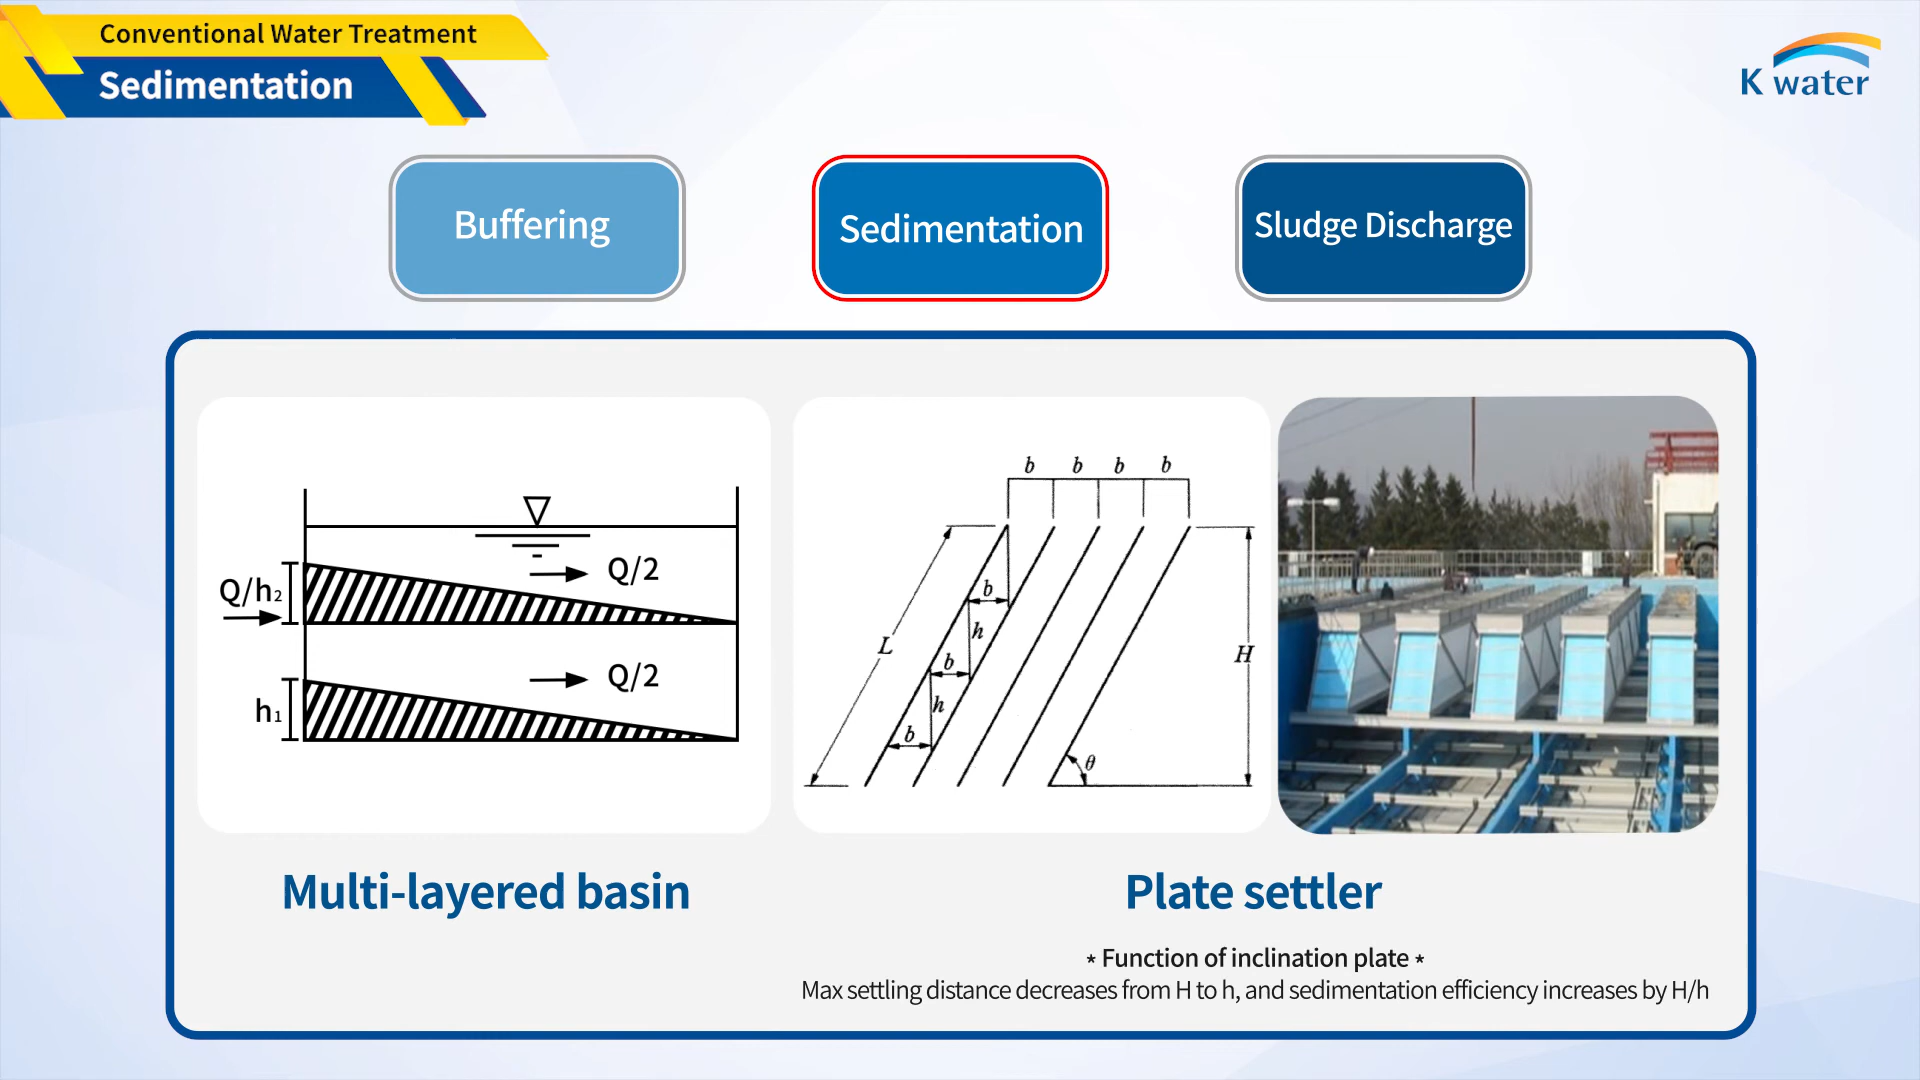 Conventional Water Treatment
Sedimentation
K water
Buffering
Sedimentation
Sludge Discharge
Q/2
Q/h₂
Q/2
h₁
b b b b
b
h
L
b
H
h
b
θ
Multi-layered basin
Plate settler
* Function of inclination plate *
Max settling distance decreases from H to h, and sedimentation efficiency increases by H/h